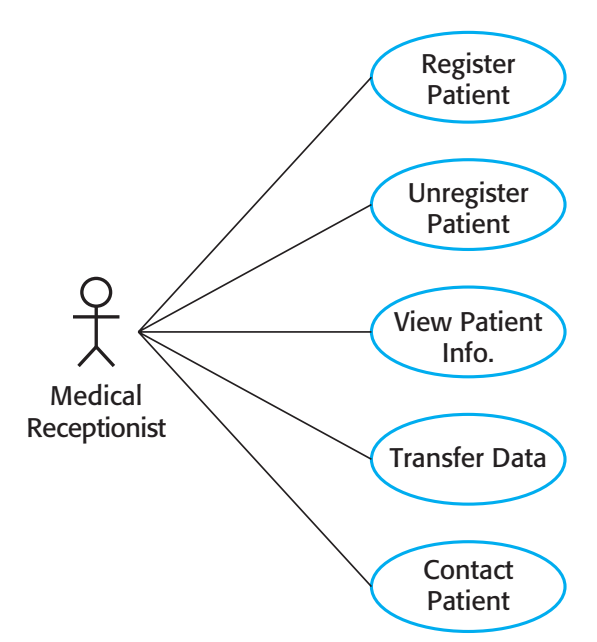 Register
Patient
Unregister
Patient
View Patient
Info.
Medical
Receptionist
Transfer Data
Contact
Patient